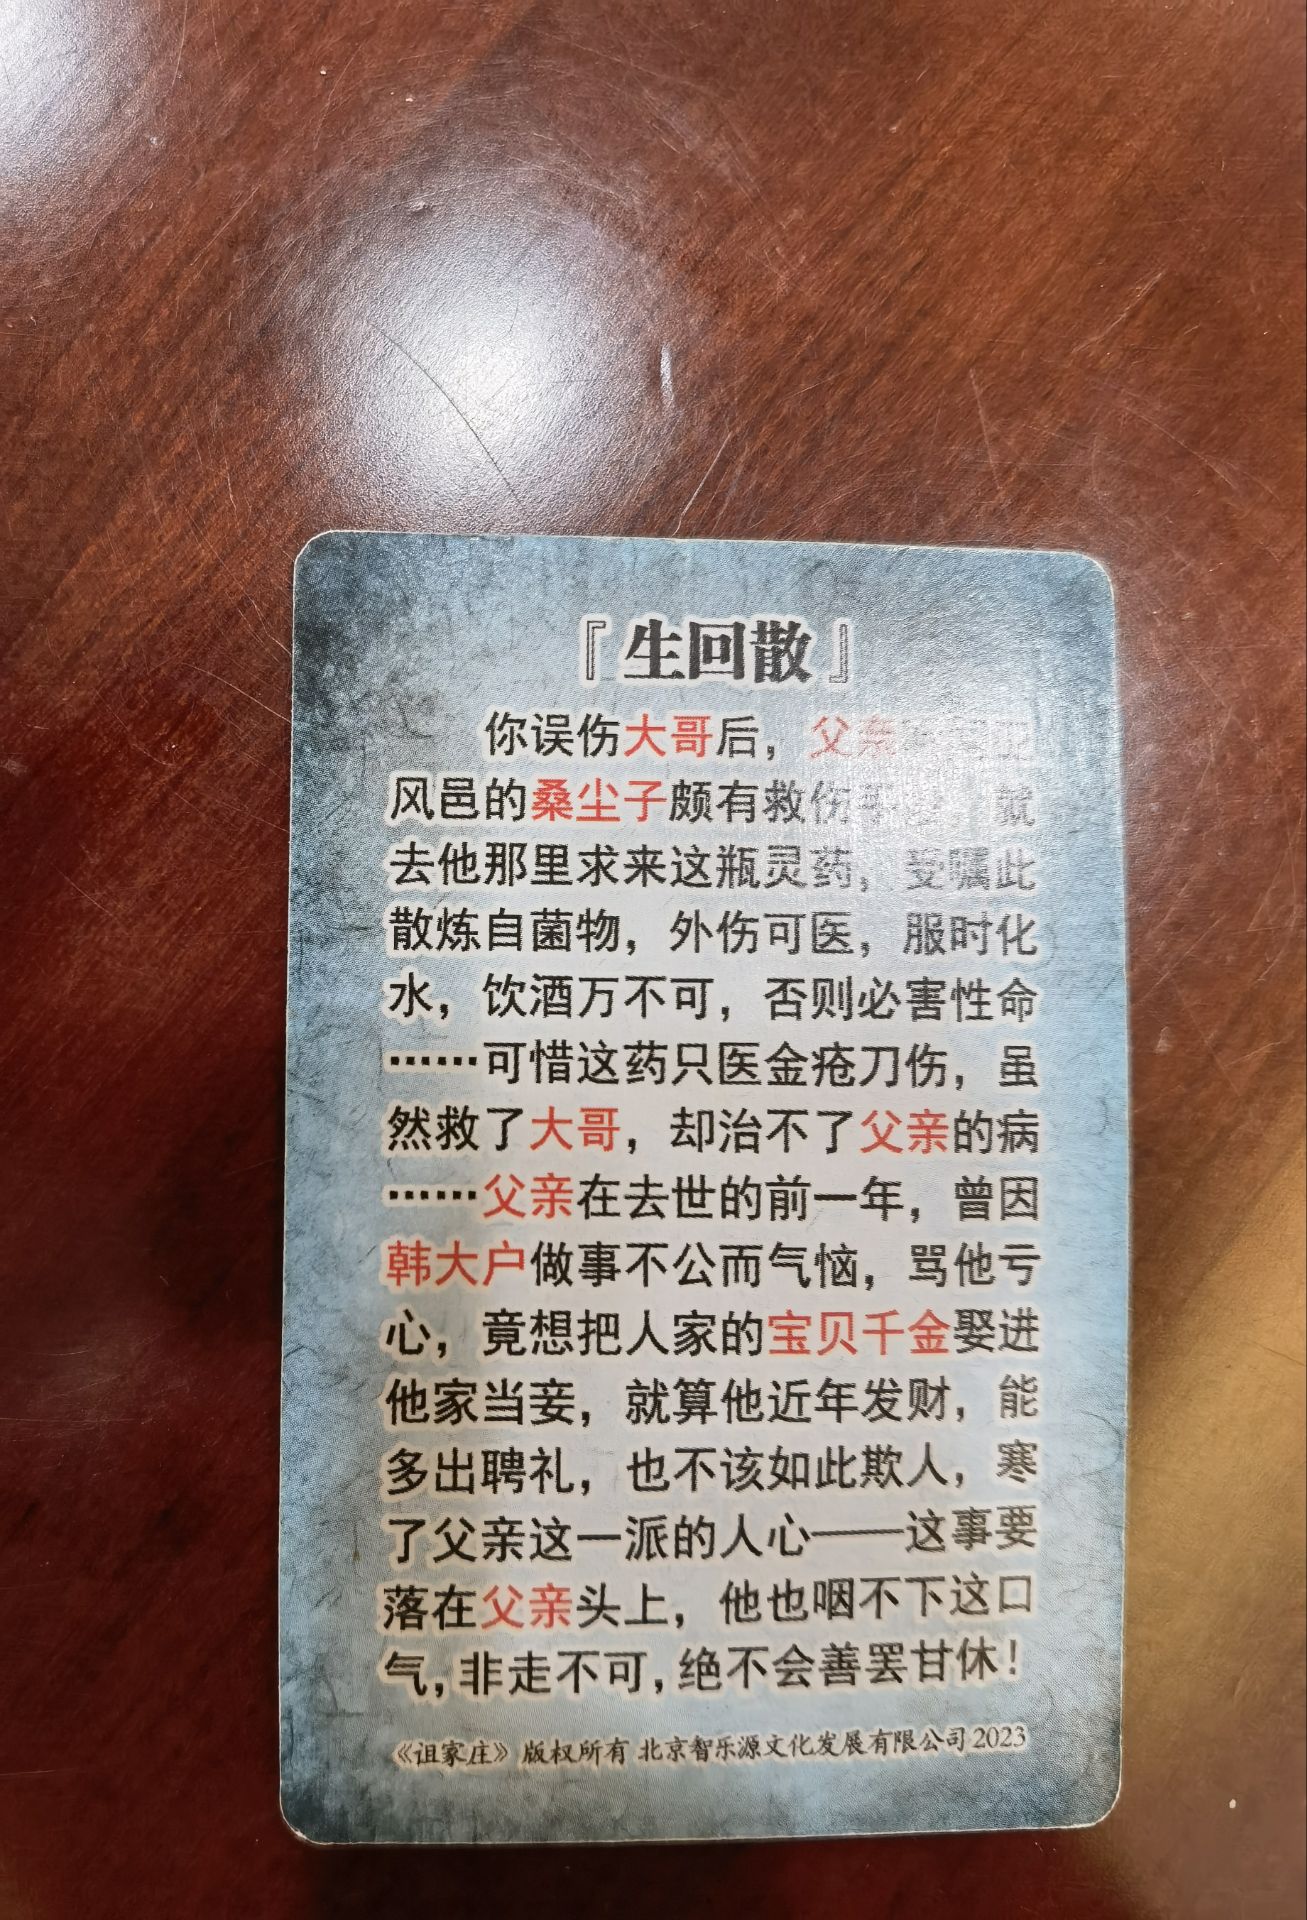 『生回散』
你误伤大哥后，父亲
风邑的桑尘子颇有救伤手段，就
去他那里求来这瓶灵药，受嘱此
散炼自菌物，外伤可医，服时化
水，饮酒万不可，否则必害性命
……可惜这药只医金疮刀伤，虽
然救了大哥，却治不了父亲的病
……父亲在去世的前一年，曾因
韩大户做事不公而气恼，骂他亏
心，竟想把人家的宝贝千金娶进
他家当妾，就算他近年发财，能
多出聘礼，也不该如此欺人，寒
了父亲这一派的人心——这事要
落在父亲头上，他也咽不下这口
气，非走不可，绝不会善罢甘休！
《诅家庄》版权所有 北京智乐源文化发展有限公司 2023